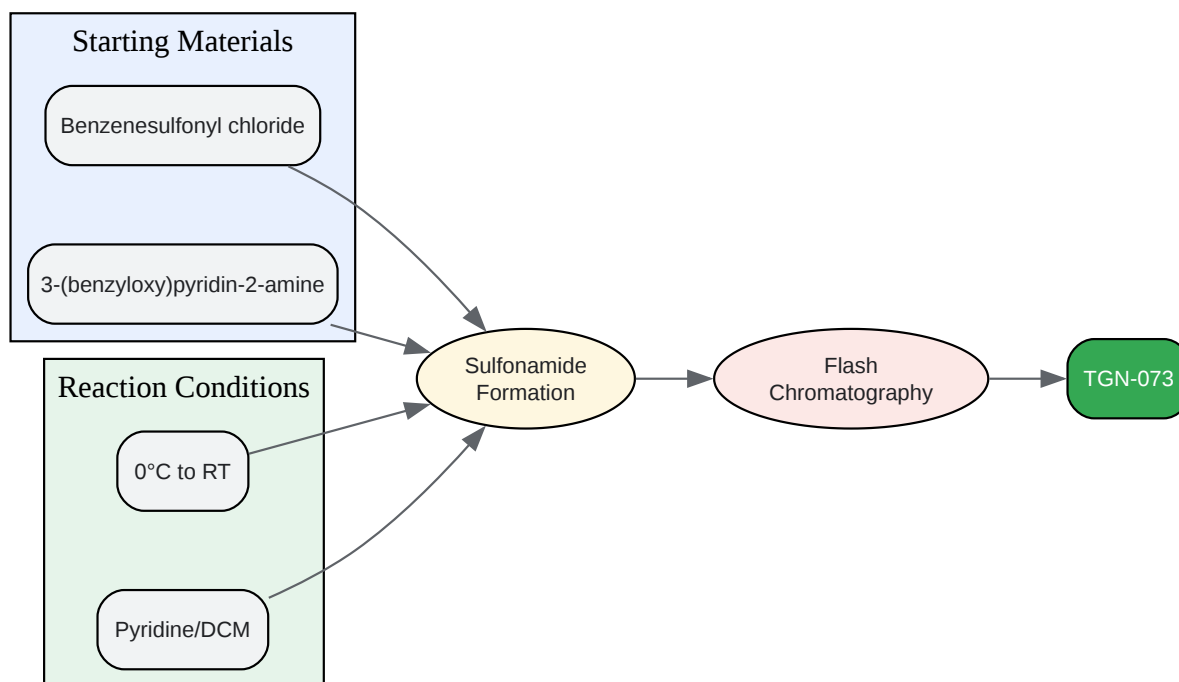 Starting Materials
Benzenesulfonyl chloride
3-(benzyloxy)pyridin-2-amine
Reaction Conditions
0°C to RT
Pyridine/DCM
Sulfonamide
Formation
Flash
Chromatography
TGN-073